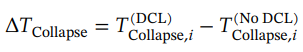 ΔT_Collapse = T^(DCL)_Collapse,i − T^(No DCL)_Collapse,i